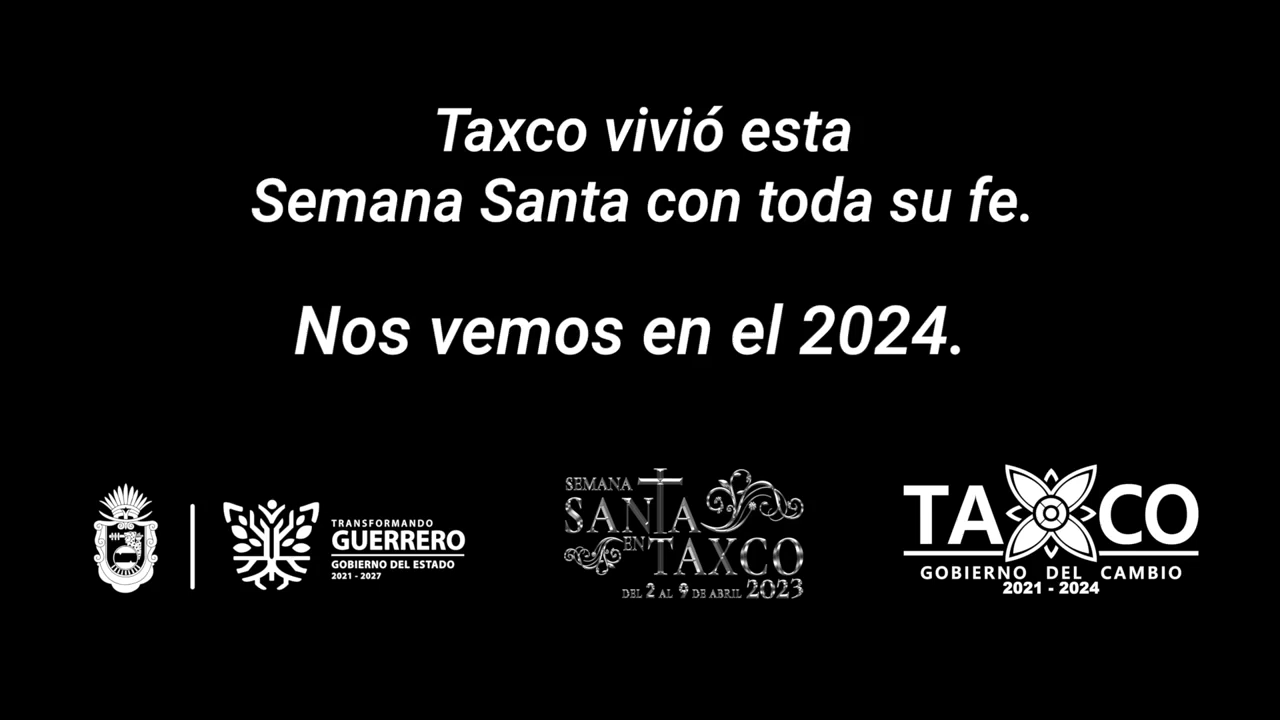 Taxco vivió esta
Semana Santa con toda su fe.
Nos vemos en el 2024.
TRANSFORMANDO
GUERRERO
GOBIERNO DEL ESTADO
2021 - 2027
SEMANA
SANTA
EN TAXCO
DEL 2 AL 9 DE ABRIL 2023
TAXCO
GOBIERNO DEL CAMBIO
2021 - 2024